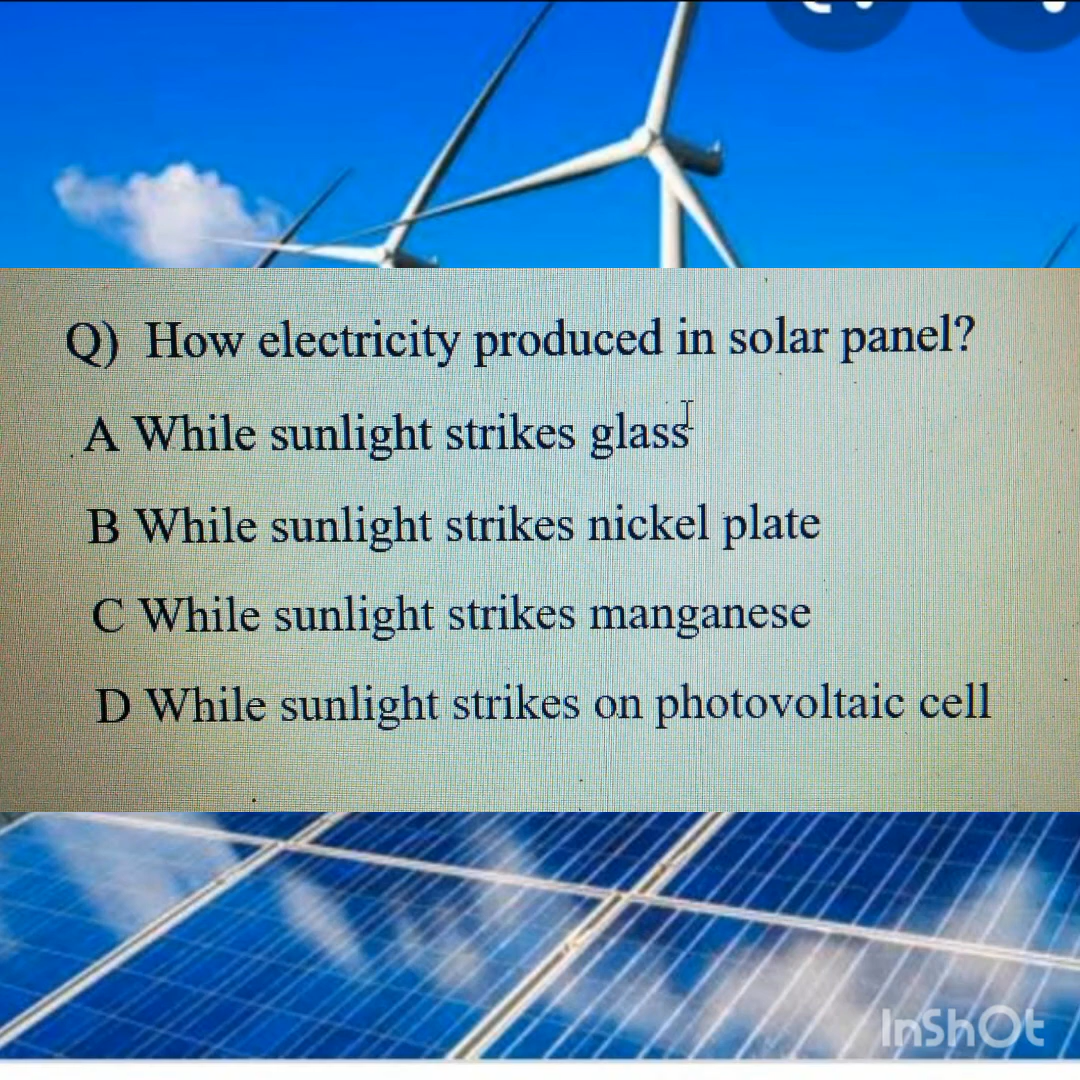 Q) How electricity produced in solar panel?
A While sunlight strikes glass
B While sunlight strikes nickel plate
C While sunlight strikes manganese
D While sunlight strikes on photovoltaic cell
InShOt